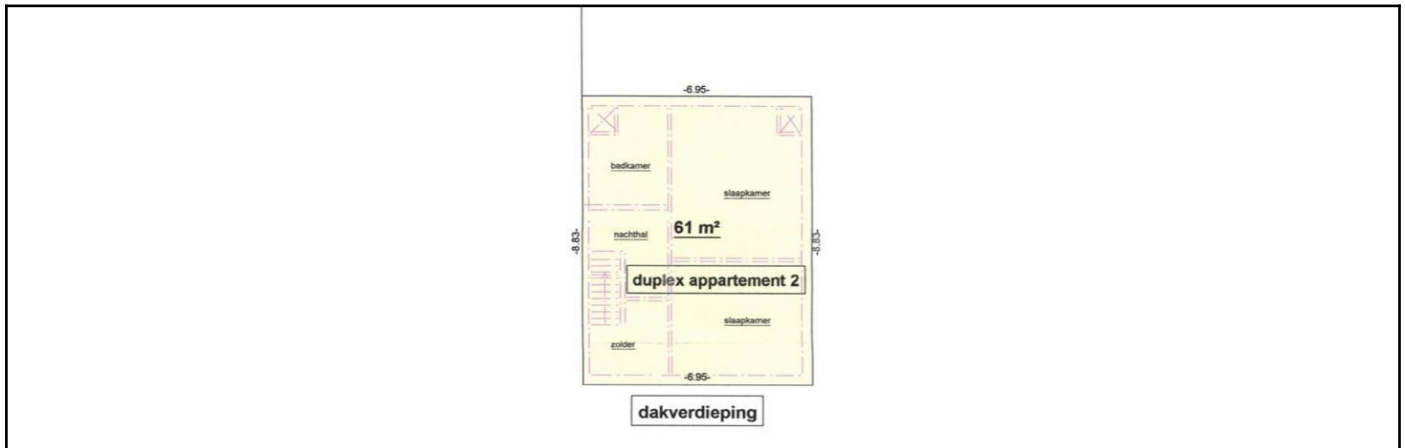 -6.95-
badkamer
slaapkamer
nachthal
61 m²
-8.83-
-8.83-
duplex appartement 2
slaapkamer
zolder
-6.95-
dakverdieping